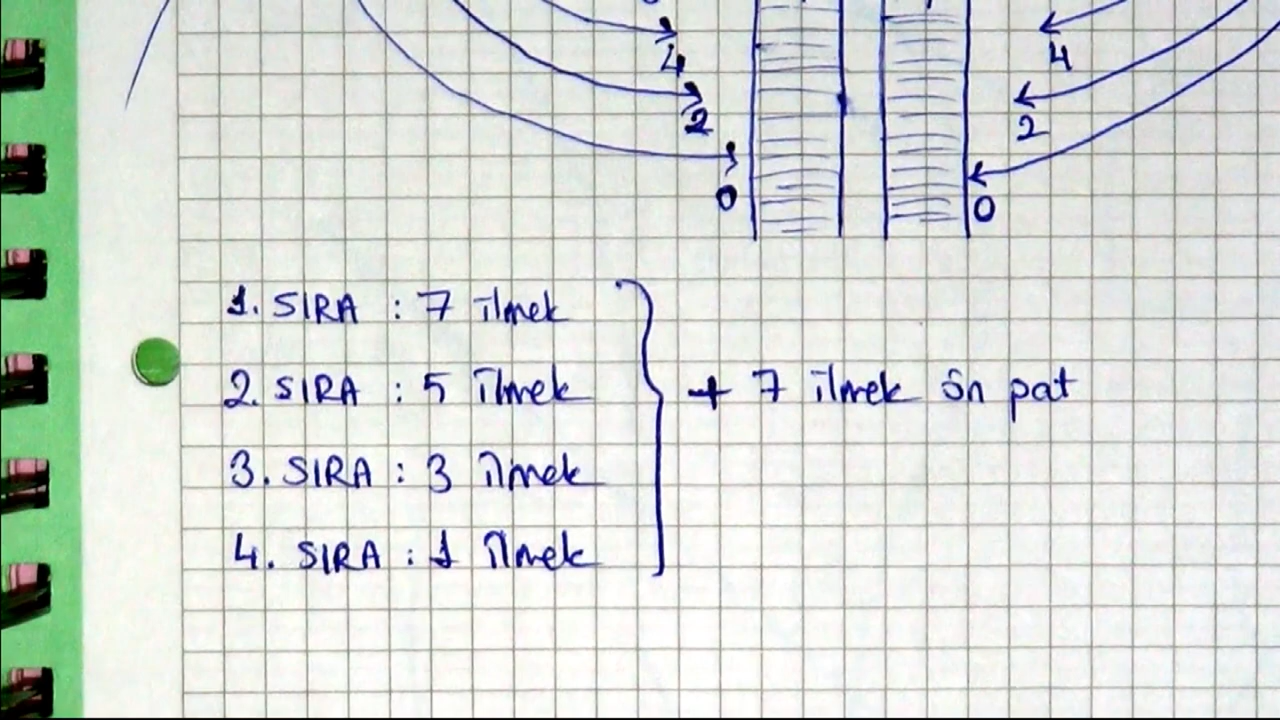 4 4
2 2
0 0
1. SIRA : 7 ilmek
2. SIRA : 5 ilmek + 7 ilmek ön pat
3. SIRA : 3 ilmek
4. SIRA : 1 ilmek